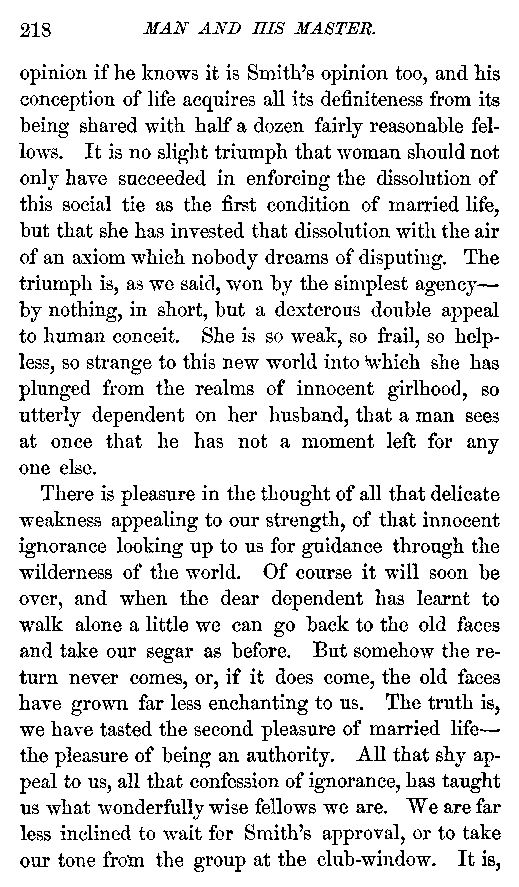 218 MAN AND HIS MASTER.
opinion if he knows it is Smith's opinion too, and his
conception of life acquires all its definiteness from its
being shared with half a dozen fairly reasonable fel-
lows. It is no slight triumph that woman should not
only have succeeded in enforcing the dissolution of
this social tie as the first condition of married life,
but that she has invested that dissolution with the air
of an axiom which nobody dreams of disputing. The
triumph is, as we said, won by the simplest agency—
by nothing, in short, but a dexterous double appeal
to human conceit. She is so weak, so frail, so help-
less, so strange to this new world into which she has
plunged from the realms of innocent girlhood, so
utterly dependent on her husband, that a man sees
at once that he has not a moment left for any
one else.
There is pleasure in the thought of all that delicate
weakness appealing to our strength, of that innocent
ignorance looking up to us for guidance through the
wilderness of the world. Of course it will soon be
over, and when the dear dependent has learnt to
walk alone a little we can go back to the old faces
and take our segar as before. But somehow the re-
turn never comes, or, if it does come, the old faces
have grown far less enchanting to us. The truth is,
we have tasted the second pleasure of married life—
the pleasure of being an authority. All that shy ap-
peal to us, all that confession of ignorance, has taught
us what wonderfully wise fellows we are. We are far
less inclined to wait for Smith's approval, or to take
our tone from the group at the club-window. It is,